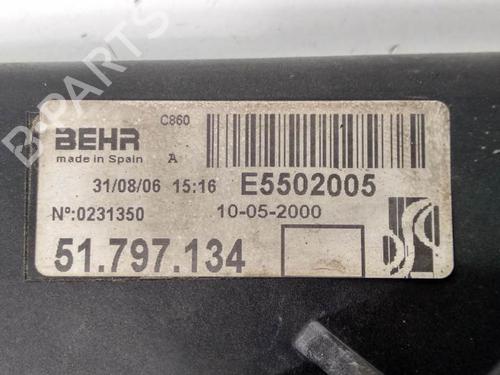 C860
BEHR
made in Spain A
31/08/06 15:16 E5502005
Nº:0231350 10-05-2000
51.797.134
B-PARTS